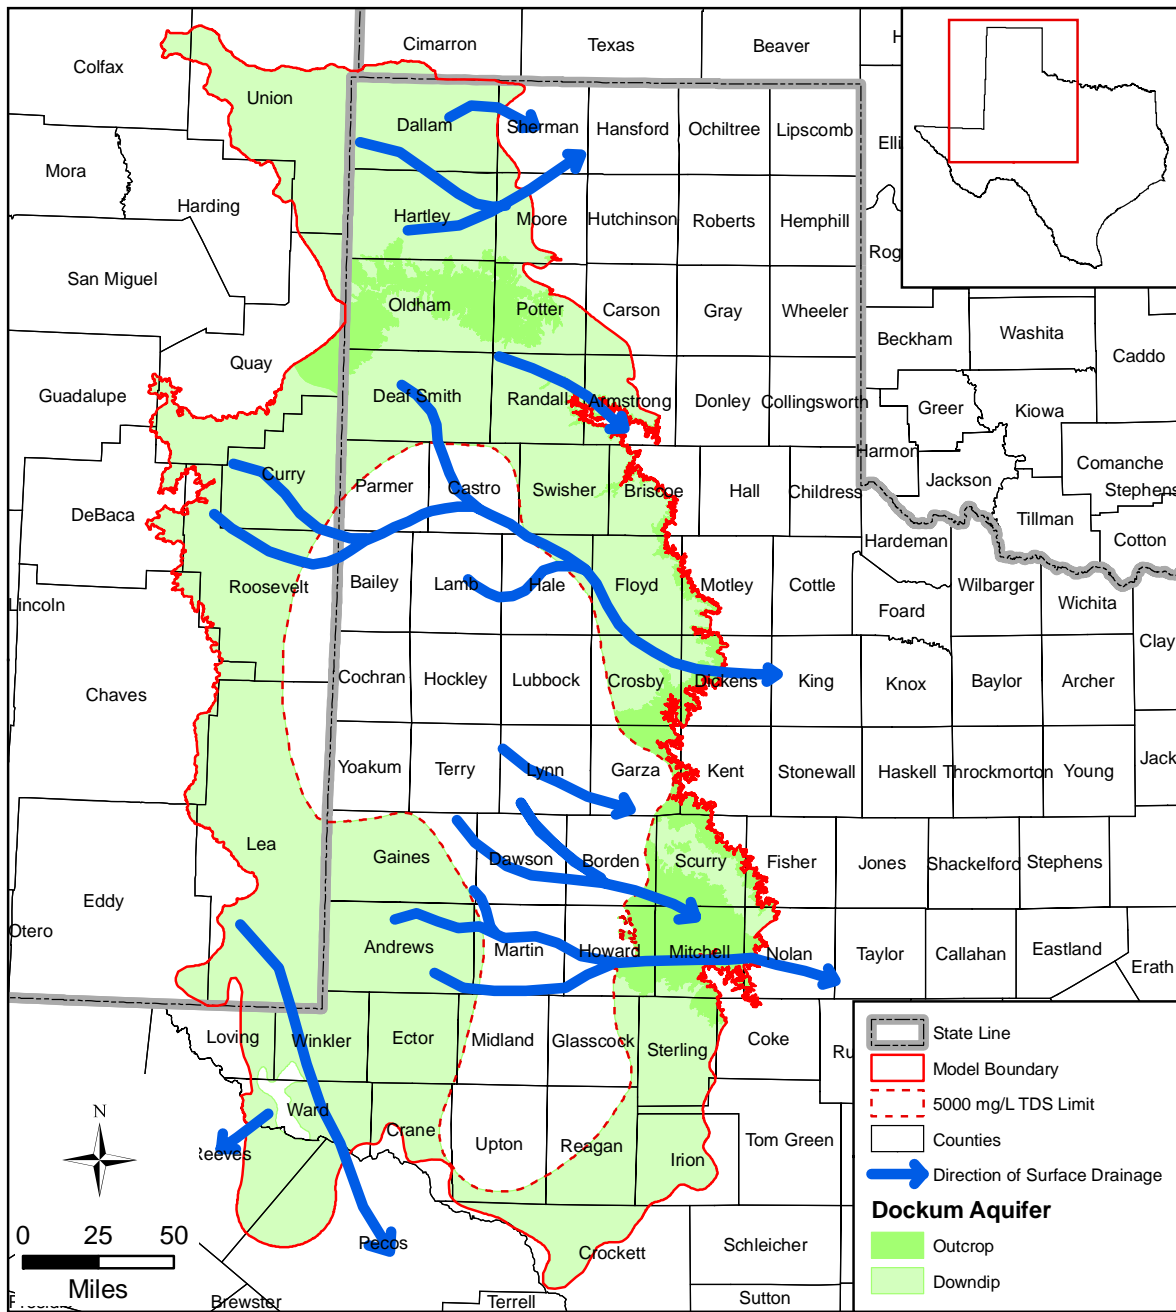 Cimarron
Texas
Beaver
H
Colfax
Union
Dallam
Sherman
Hansford
Ochiltree
Lipscomb
Elli
Mora
Harding
Hartley
Moore
Hutchinson
Roberts
Hemphill
Rog
San Miguel
Oldham
Potter
Carson
Gray
Wheeler
Beckham
Washita
Caddo
Quay
Guadalupe
Deaf Smith
Randall
Armstrong
Donley
Collingsworth
Greer
Kiowa
Harmon
Comanche
Curry
Parmer
Castro
Swisher
Briscoe
Hall
Childress
Jackson
Stephens
DeBaca
Tillman
Hardeman
Cotton
Roosevelt
Bailey
Lamb
Hale
Floyd
Motley
Cottle
Wilbarger
Wichita
Lincoln
Foard
Clay
Chaves
Cochran
Hockley
Lubbock
Crosby
Dickens
King
Knox
Baylor
Archer
Yoakum
Terry
Lynn
Garza
Kent
Stonewall
Haskell
Throckmorton
Young
Jack
Lea
Gaines
Dawson
Borden
Scurry
Fisher
Jones
Shackelford
Stephens
Eddy
Otero
Andrews
Martin
Howard
Mitchell
Nolan
Taylor
Callahan
Eastland
Erath
Loving
Winkler
Ector
Midland
Glasscock
Sterling
Coke
Ru
Ward
Crane
Reeves
Upton
Reagan
Irion
Tom Green
Pecos
Crockett
Schleicher
Brewster
Terrell
Sutton
N
0 25 50
Miles
State Line
Model Boundary
5000 mg/L TDS Limit
Counties
Direction of Surface Drainage
Dockum Aquifer
Outcrop
Downdip